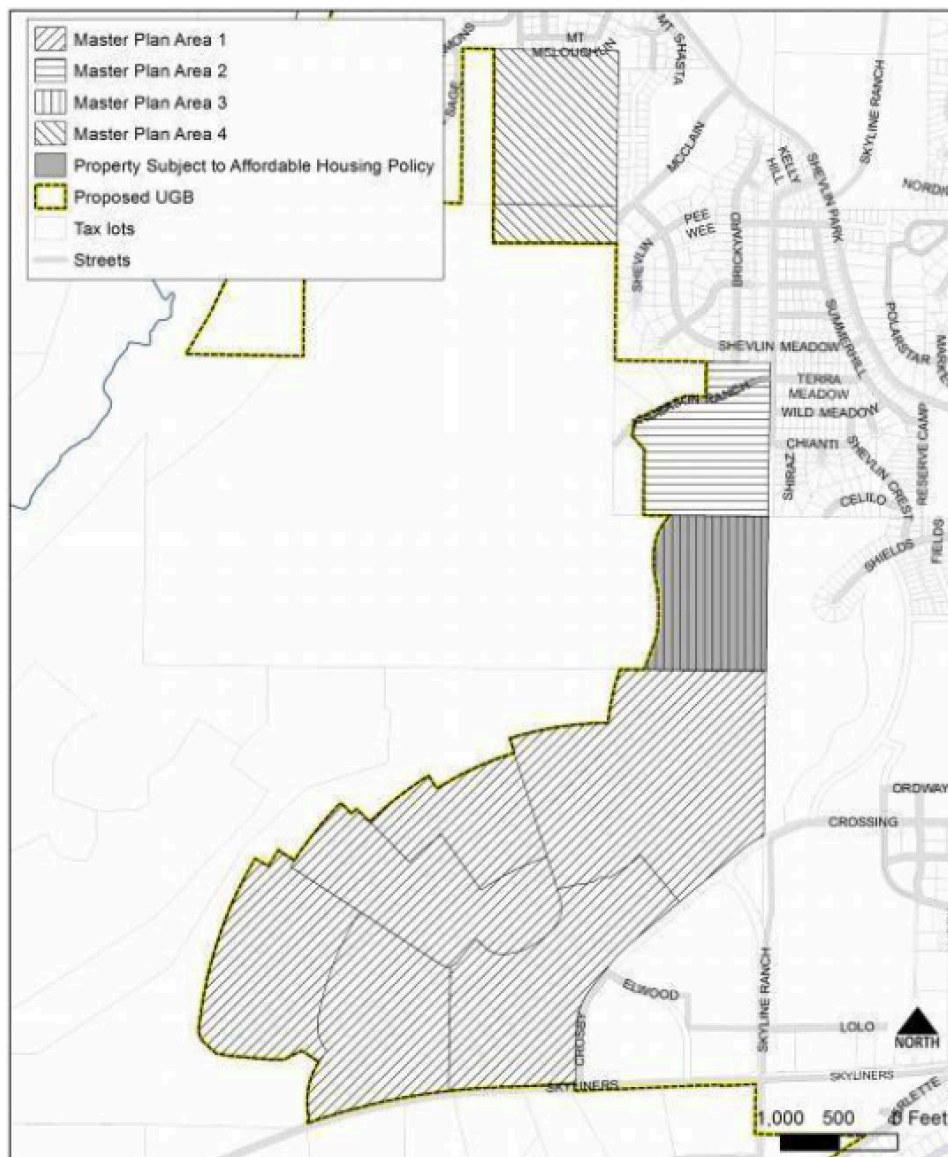 Master Plan Area 1
Master Plan Area 2
Master Plan Area 3
Master Plan Area 4
Property Subject to Affordable Housing Policy
Proposed UGB
Tax lots
Streets
MT
MCLOUGHLIN
MT SHASTA
SAGE
MCCLAIN
SKYLINE RANCH
KELLY
HILL
SHEVLIN PARK
PEE
WEE
BRICKYARD
SHEVLIN
SUMMERHILL
POLARSTAR
SHEVLIN MEADOW
TERRA
MEADOW
RANCH
WILD MEADOW
CHIANTI
SHIRAZ
SHEVLIN CREST
RESERVE CAMP
CELILO
SHIELDS
FIELDS
ORDWAY
CROSSING
ELWOOD
CROSBY
SKYLINE RANCH
LOLO
NORTH
SKYLINERS
SKYLINERS
1,000 500 0 Feet